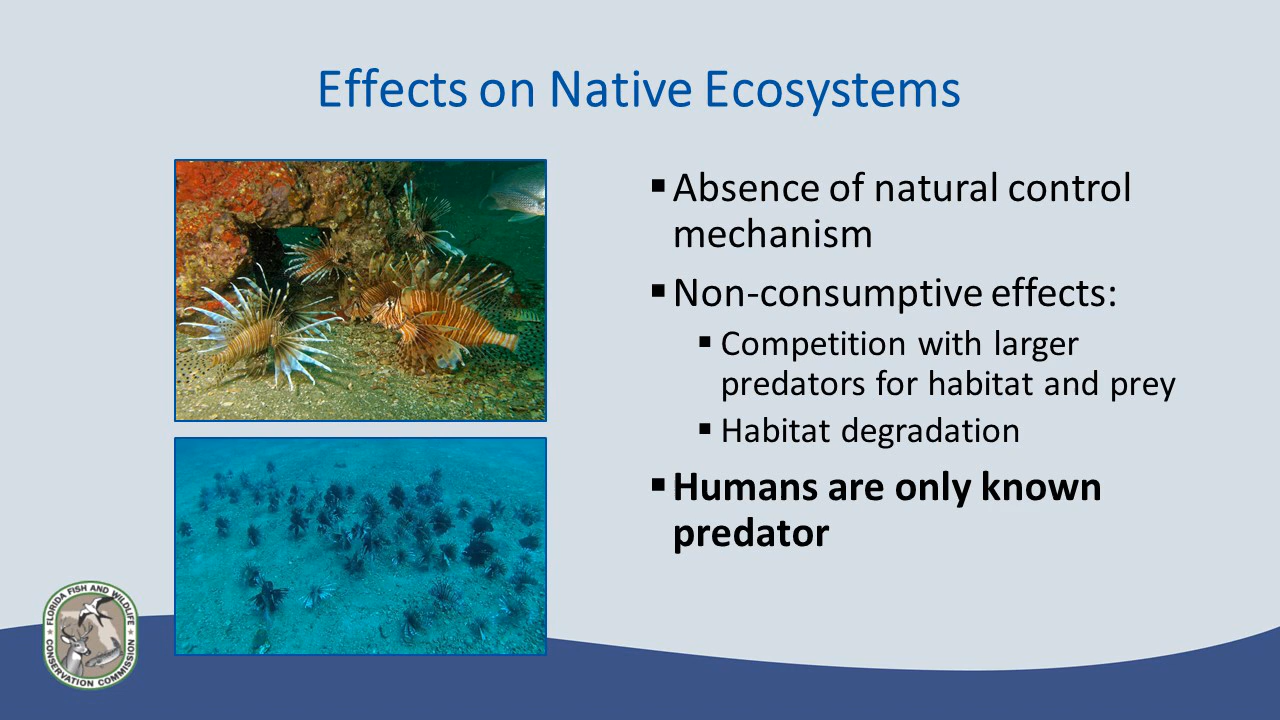 Effects on Native Ecosystems
▪Absence of natural control
mechanism
▪Non-consumptive effects:
▪Competition with larger
predators for habitat and prey
▪Habitat degradation
▪Humans are only known
predator
FLORIDA FISH AND WILDLIFE
CONSERVATION COMMISSION